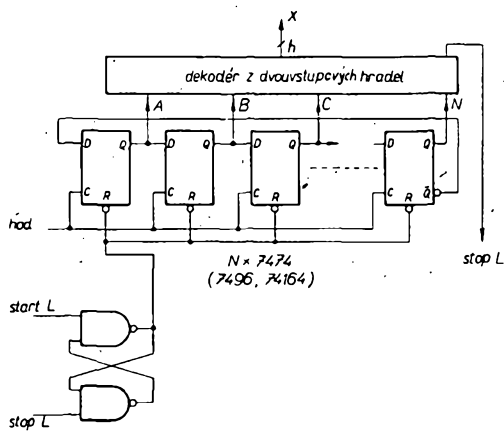 X
h
dekodér z dvouvstupových hradel
A B C N
D Q D Q D Q D Q
C C C C Q̄
R R R R
hod
N × 7474
(7496, 74164)
stop L
start L
stop L